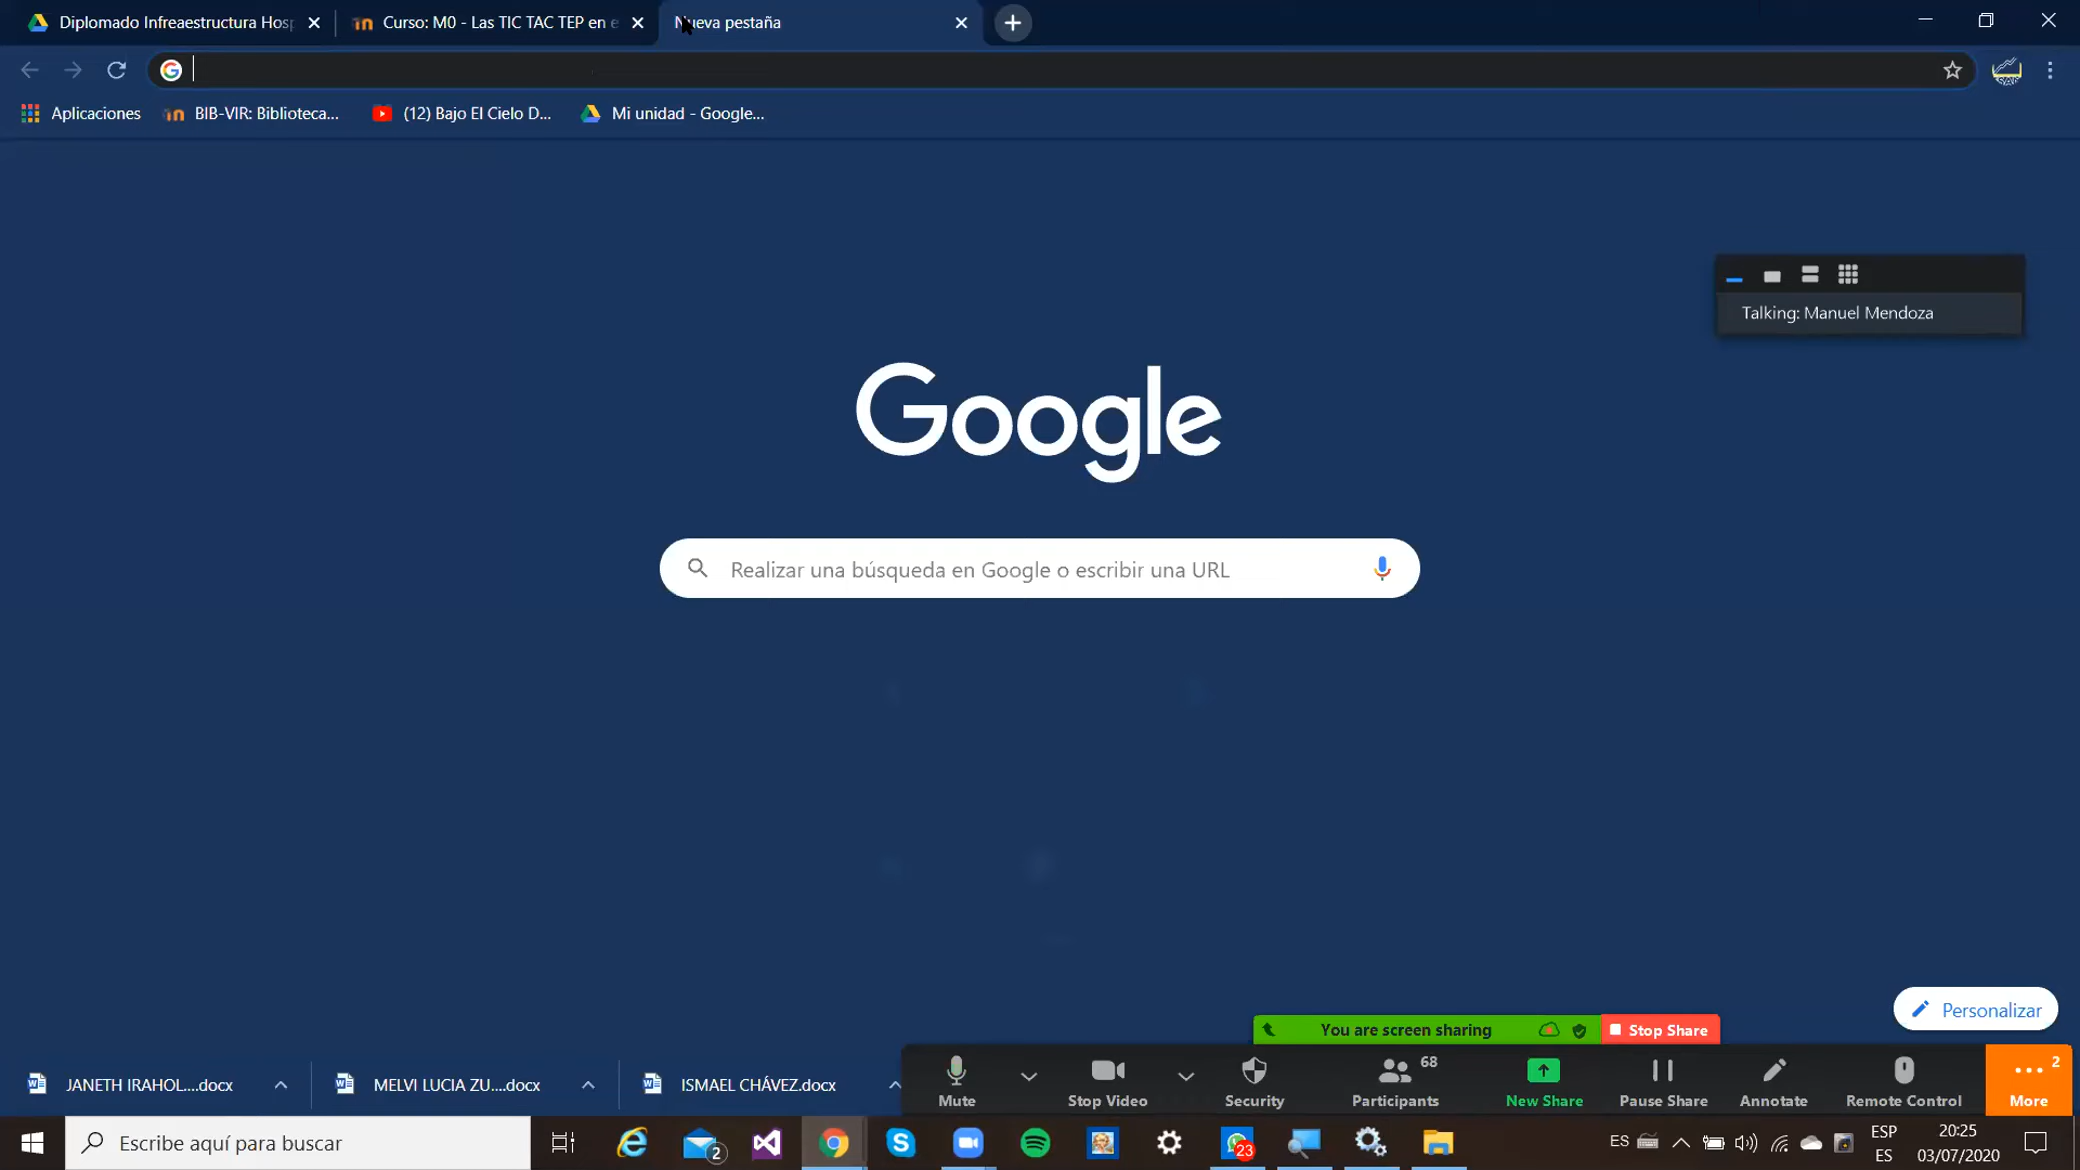 Diplomado Infraestructura Hosp
Curso: M0 - Las TIC TAC TEP en e
Nueva pestaña
Aplicaciones
BIB-VIR: Biblioteca...
(12) Bajo El Cielo D...
Mi unidad - Google...
Talking: Manuel Mendoza
Google
Realizar una búsqueda en Google o escribir una URL
Personalizar
You are screen sharing
Stop Share
JANETH IRAHOL....docx
MELVI LUCIA ZU....docx
ISMAEL CHÁVEZ.docx
Mute
Stop Video
Security
Participants
68
New Share
Pause Share
Annotate
Remote Control
More
2
Escribe aquí para buscar
2
23
ES
ESP
ES
20:25
03/07/2020